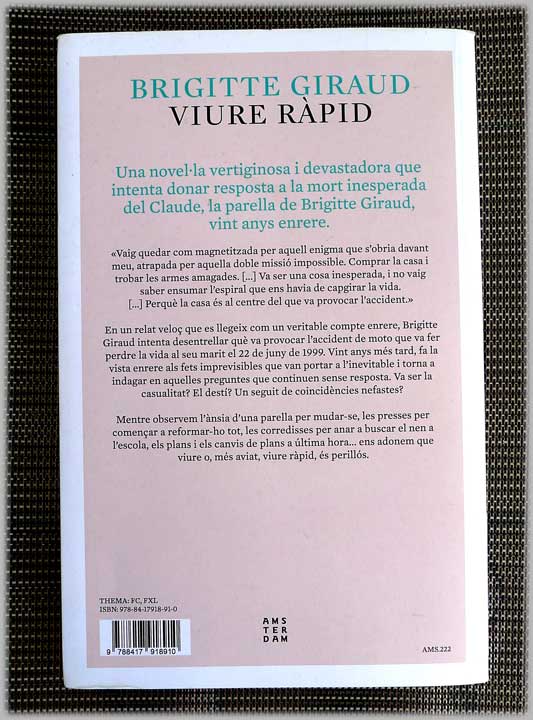 BRIGITTE GIRAUD
VIURE RÀPID
Una novel·la vertiginosa i devastadora que
intenta donar resposta a la mort inesperada
del Claude, la parella de Brigitte Giraud,
vint anys enrere.
«Vaig quedar com magnetitzada per aquell enigma que s’obria davant
meu, atrapada per aquella doble missió impossible. Comprar la casa i
trobar les armes amagades. [...] Va ser una cosa inesperada, i no vaig
saber ensumar l’espiral que ens havia de capgirar la vida.
[...] Perquè la casa és al centre del que va provocar l’accident.»
En un relat veloç que es llegeix com un veritable compte enrere, Brigitte
Giraud intenta desentrellar què va provocar l’accident de moto que va fer
perdre la vida al seu marit el 22 de juny de 1999. Vint anys més tard, fa la
vista enrere als fets imprevisibles que van portar a l’inevitable i torna a
indagar en aquelles preguntes que continuen sense resposta. Va ser la
casualitat? El destí? Un seguit de coincidències nefastes?
Mentre observem l’ànsia d’una parella per mudar-se, les presses per
començar a reformar-ho tot, les corredisses per anar a buscar el nen a
l’escola, els plans i els canvis de plans a última hora... ens adonem que
viure o, més aviat, viure ràpid, és perillós.
THEMA: FC, FXL
ISBN: 978-84-17918-91-0
9 788417 918910
AMS
TER
DAM
AMS.222